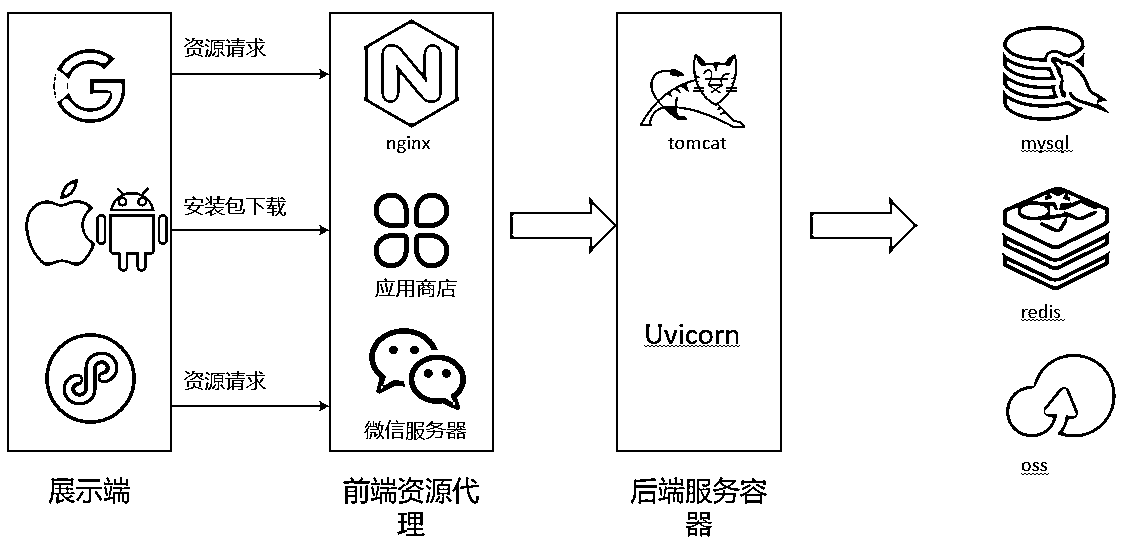 资源请求
nginx
安装包下载
应用商店
资源请求
微信服务器
tomcat
Uvicorn
mysql
redis
oss
展示端
前端资源代
理
后端服务容
器